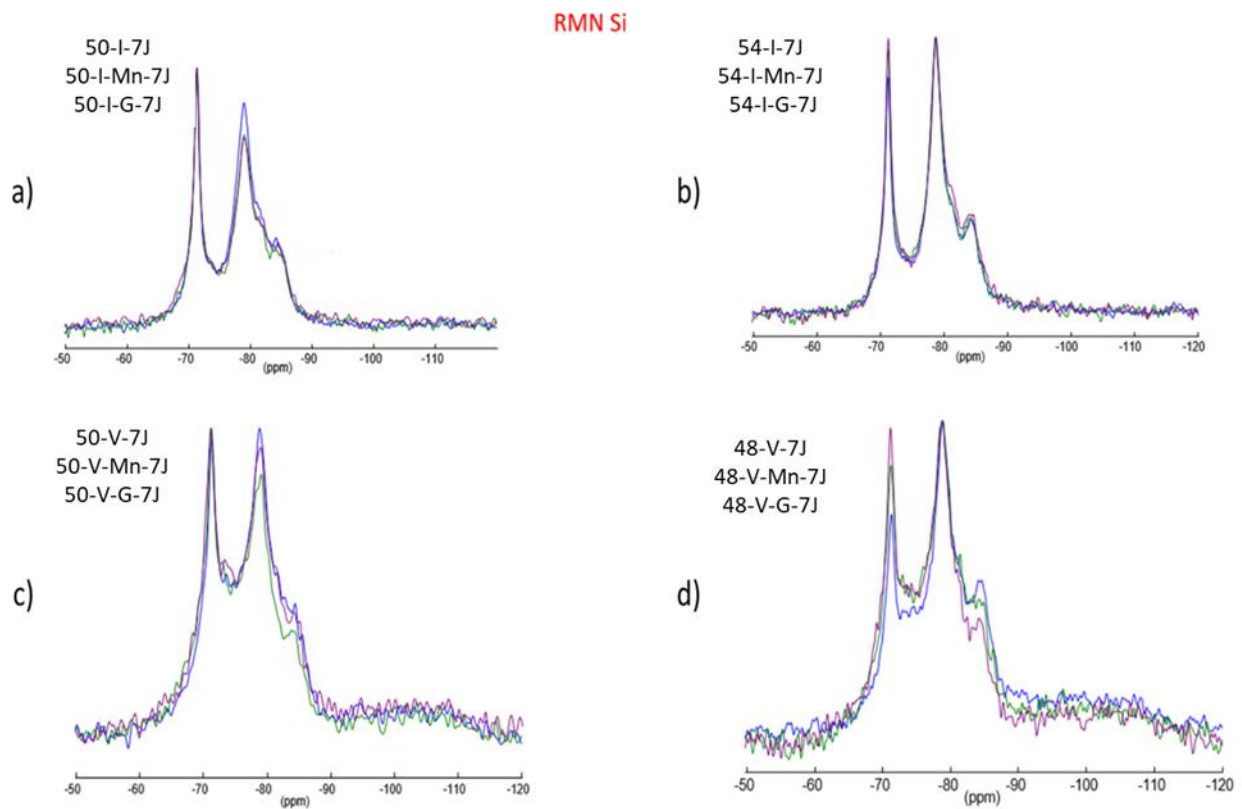 RMN Si
50-I-7J
50-I-Mn-7J
50-I-G-7J
a)
-50 -60 -70 -80 -90 -100 -110
(ppm)
54-I-7J
54-I-Mn-7J
54-I-G-7J
b)
-50 -60 -70 -80 -90 -100 -110 -120
(ppm)
50-V-7J
50-V-Mn-7J
50-V-G-7J
c)
-50 -60 -70 -80 -90 -100 -110 -120
(ppm)
48-V-7J
48-V-Mn-7J
48-V-G-7J
d)
-50 -60 -70 -80 -90 -100 -110 -120
(ppm)